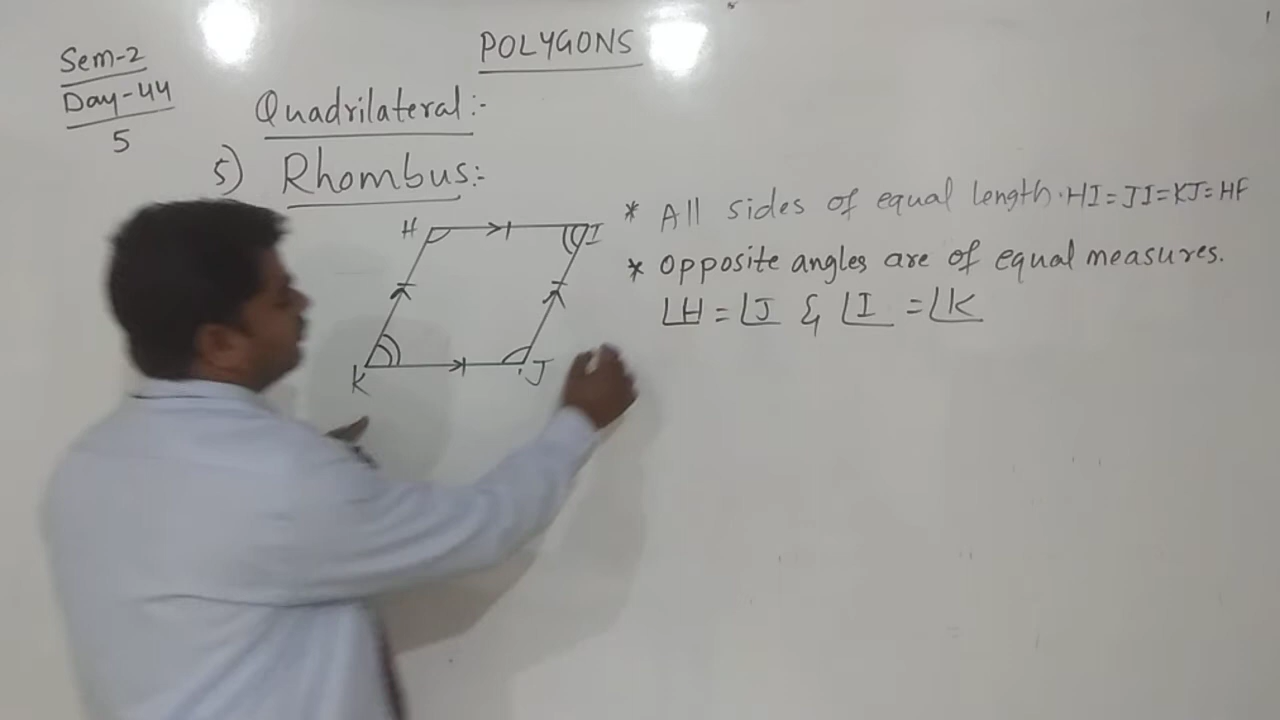 POLYGONS
Sem-2
Day-44
5
Quadrilateral:-
5) Rhombus:-
* All sides of equal length. HI = JI = KJ = HF
* Opposite angles are of equal measures.
∠H = ∠J & ∠I = ∠K
H I
K J